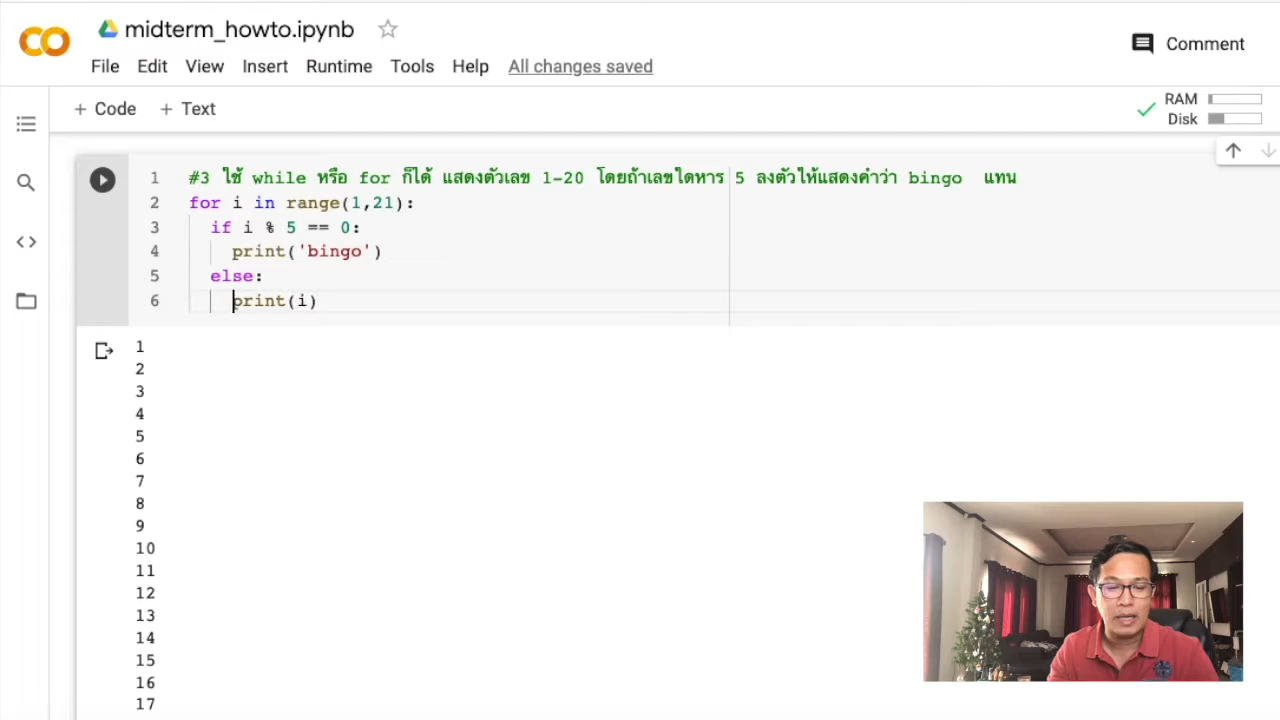 midterm_howto.ipynb
File Edit View Insert Runtime Tools Help All changes saved
Comment
+ Code + Text
RAM
Disk
1 #3 ใช้ while หรือ for ก็ได้ แสดงตัวเลข 1-20 โดยถ้าเลขใดหาร 5 ลงตัวให้แสดงคำว่า bingo แทน
2 for i in range(1,21):
3 if i % 5 == 0:
4 print('bingo')
5 else:
6 print(i)
1
2
3
4
5
6
7
8
9
10
11
12
13
14
15
16
17